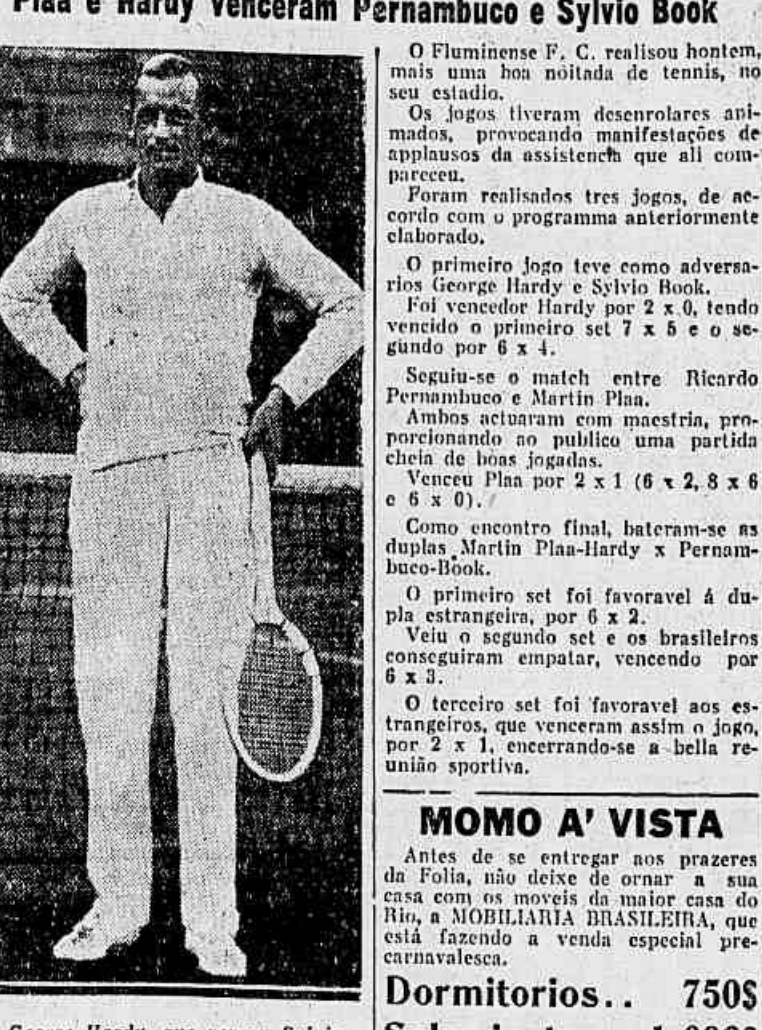 Plaa e Hardy Venceram Pernambuco e Sylvio Book
O Fluminense F. C. realisou hontem,
mais uma boa noitada de tennis, no
seu estadio.
Os jogos tiveram desenrolares ani-
mados, provocando manifestações de
applausos da assistencia que ali com-
pareceu.
Foram realisados tres jogos, de ac-
cordo com o programma anteriormente
elaborado.
O primeiro jogo teve como adversa-
rios George Hardy e Sylvio Book.
Foi vencedor Hardy por 2 x 0, tendo
vencido o primeiro set 7 x 5 e o se-
gundo por 6 x 4.
Seguiu-se o match entre Ricardo
Pernambuco e Martin Plaa.
Ambos actuaram com maestria, pro-
porcionando ao publico uma partida
cheia de bôas jogadas.
Venceu Plaa por 2 x 1 (6 x 2, 8 x 6
e 6 x 0).
Como encontro final, bateram-se as
duplas Martin Plaa-Hardy x Pernam-
buco-Book.
O primeiro set foi favoravel á du-
pla estrangeira, por 6 x 2.
Veiu o segundo set e os brasileiros
conseguiram empatar, vencendo por
6 x 3.
O terceiro set foi favoravel aos es-
trangeiros, que venceram assim o jogo,
por 2 x 1, encerrando-se a bella re-
união sportiva.
MOMO A' VISTA
Antes de se entregar aos prazeres
da Folia, não deixe de ornar a sua
casa com os moveis da maior casa do
Rio, a MOBILIARIA BRASILEIRA, que
está fazendo a venda especial pre-
carnavalesca.
Dormitorios.. 750$
George Hardy, que